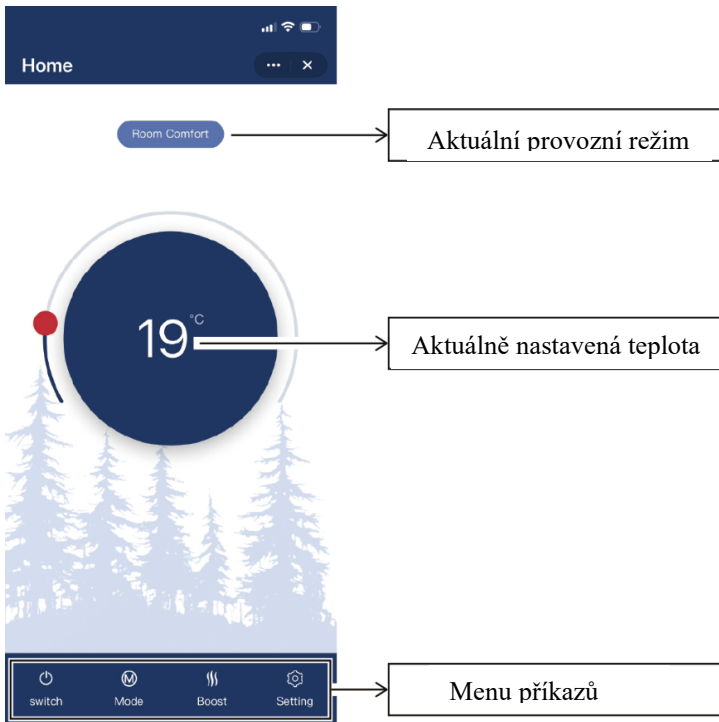 Home
Room Comfort
Aktuální provozní režim
19 °C
Aktuálně nastavená teplota
switch Mode Boost Setting
Menu příkazů